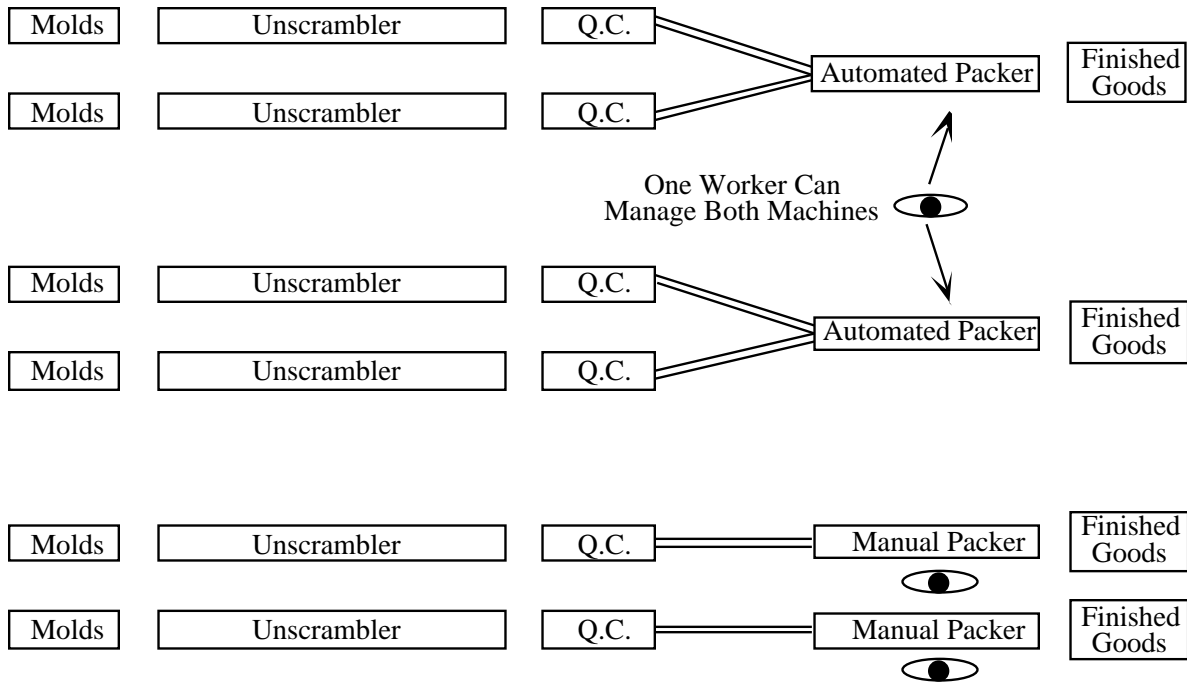 Molds Unscrambler Q.C.
Automated Packer Finished
Goods
Molds Unscrambler Q.C.
One Worker Can
Manage Both Machines
Molds Unscrambler Q.C.
Automated Packer Finished
Goods
Molds Unscrambler Q.C.
Molds Unscrambler Q.C. Manual Packer Finished
Goods
Molds Unscrambler Q.C. Manual Packer Finished
Goods